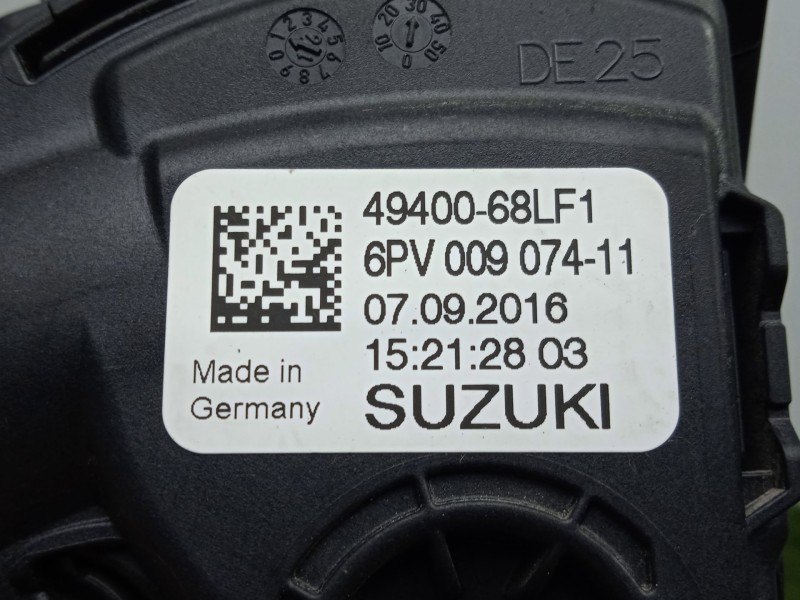 DE25
49400-68LF1
6PV 009 074-11
07.09.2016
15:21:28 03
Made in
Germany
SUZUKI